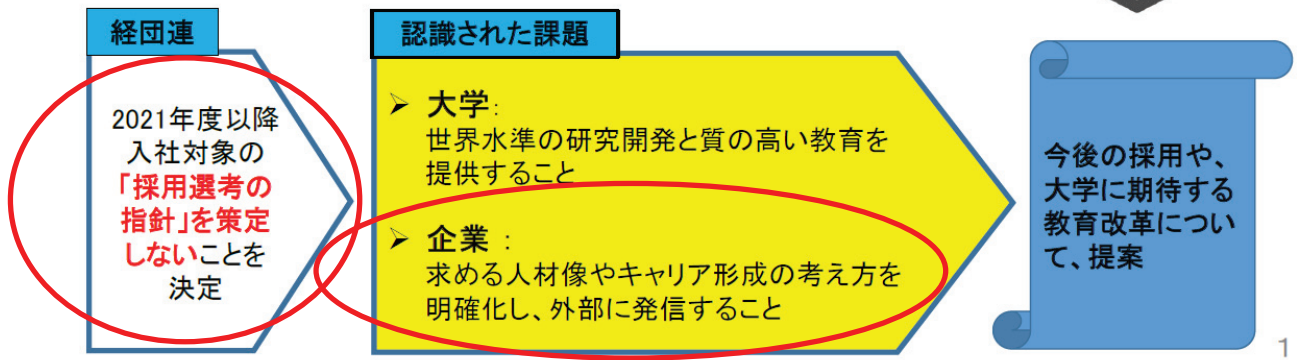 経団連
2021年度以降
入社対象の
「採用選考の
指針」を策定
しないことを
決定
認識された課題
➢ 大学:
世界水準の研究開発と質の高い教育を
提供すること
➢ 企業 :
求める人材像やキャリア形成の考え方を
明確化し、外部に発信すること
今後の採用や、
大学に期待する
教育改革につい
て、提案
1